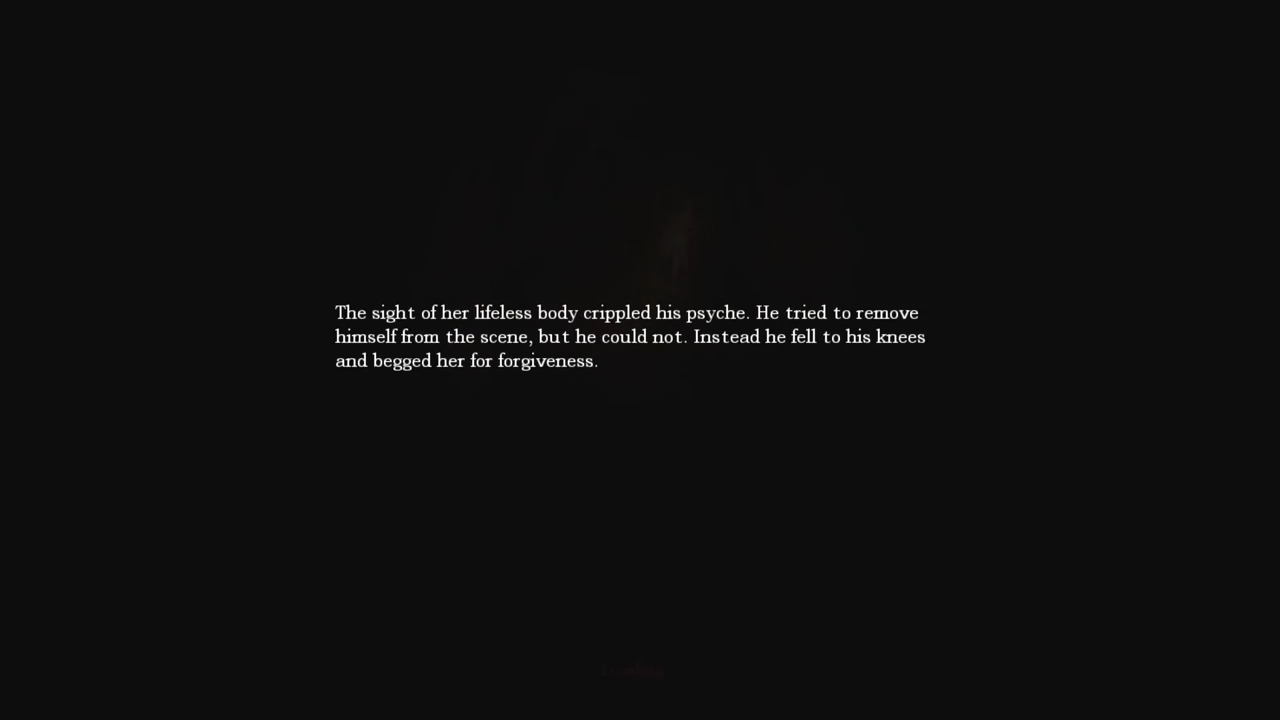 The sight of her lifeless body crippled his psyche. He tried to remove
himself from the scene, but he could not. Instead he fell to his knees
and begged her for forgiveness.